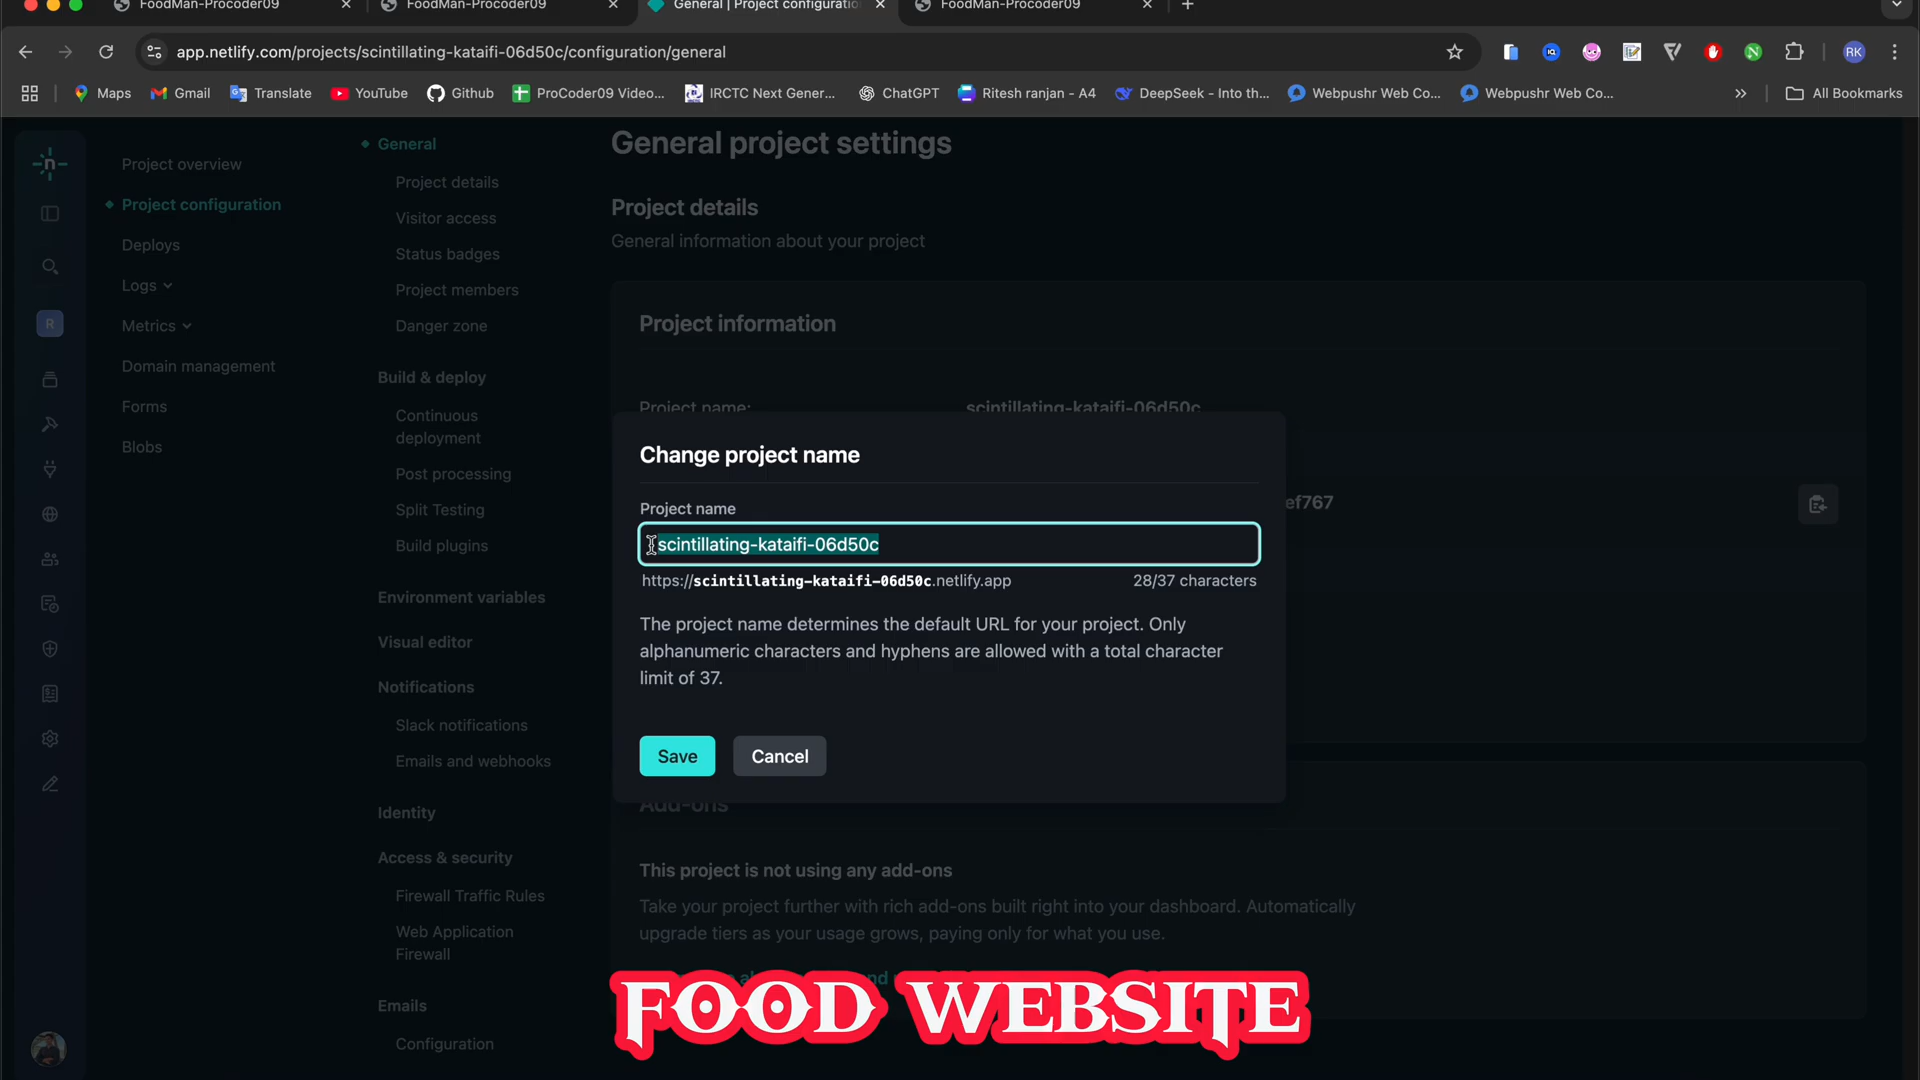 FoodMan-Procoder09
FoodMan-Procoder09
General | Project configuration
FoodMan-Procoder09
app.netlify.com/projects/scintillating-kataifi-06d50c/configuration/general
RK
Maps
Gmail
Translate
YouTube
Github
ProCoder09 Video...
IRCTC Next Gener...
ChatGPT
Ritesh ranjan - A4
DeepSeek - Into th...
Webpushr Web Co...
Webpushr Web Co...
All Bookmarks
R
Project overview
Project configuration
Deploys
Logs
Metrics
Domain management
Forms
Blobs
General
Project details
Visitor access
Status badges
Project members
Danger zone
Build & deploy
Continuous
deployment
Post processing
Split Testing
Build plugins
Environment variables
Visual editor
Notifications
Slack notifications
Emails and webhooks
Identity
Access & security
Firewall Traffic Rules
Web Application
Firewall
Emails
Configuration
General project settings
Project details
General information about your project
Project information
Project name: scintillating-kataifi-06d50c
ef767
Change project name
Project name
scintillating-kataifi-06d50c
https://scintillating-kataifi-06d50c.netlify.app 28/37 characters
The project name determines the default URL for your project. Only
alphanumeric characters and hyphens are allowed with a total character
limit of 37.
Save
Cancel
Add-ons
This project is not using any add-ons
Take your project further with rich add-ons built right into your dashboard. Automatically
upgrade tiers as your usage grows, paying only for what you use.
FOOD WEBSITE